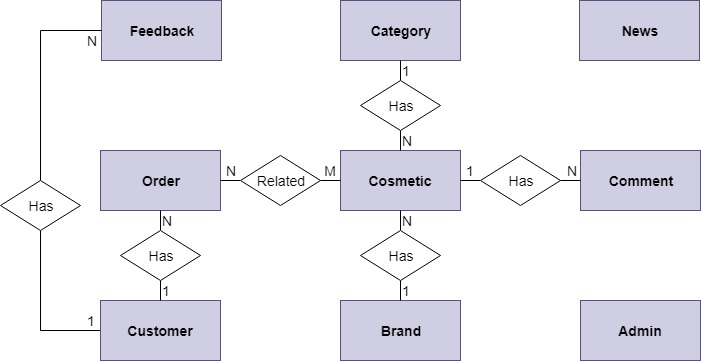 Feedback
Category
News
N
1
Has
N
Order
N
Related
M
Cosmetic
1
Has
N
Comment
Has
N
Has
1
N
Has
1
1
Customer
Brand
Admin